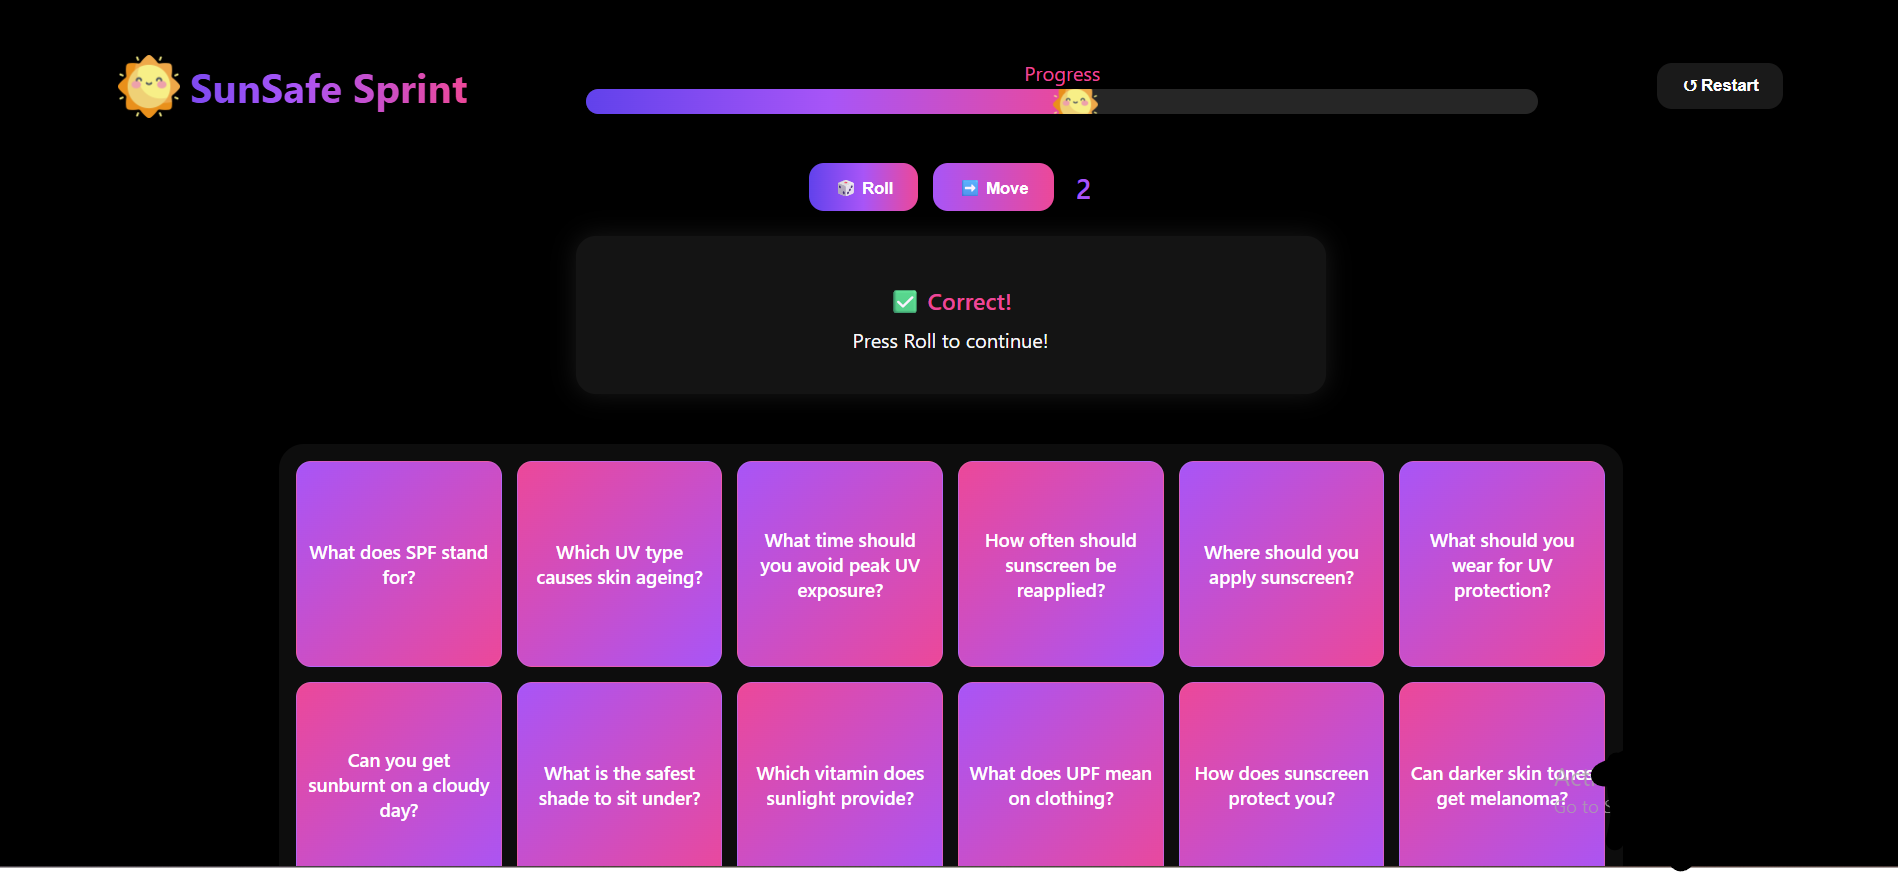 SunSafe Sprint
Progress
↺ Restart
Roll
Move
2
Correct!
Press Roll to continue!
What does SPF stand
for?
Which UV type
causes skin ageing?
What time should
you avoid peak UV
exposure?
How often should
sunscreen be
reapplied?
Where should you
apply sunscreen?
What should you
wear for UV
protection?
Can you get
sunburnt on a cloudy
day?
What is the safest
shade to sit under?
Which vitamin does
sunlight provide?
What does UPF mean
on clothing?
How does sunscreen
protect you?
Can darker skin tones
get melanoma?
Go to